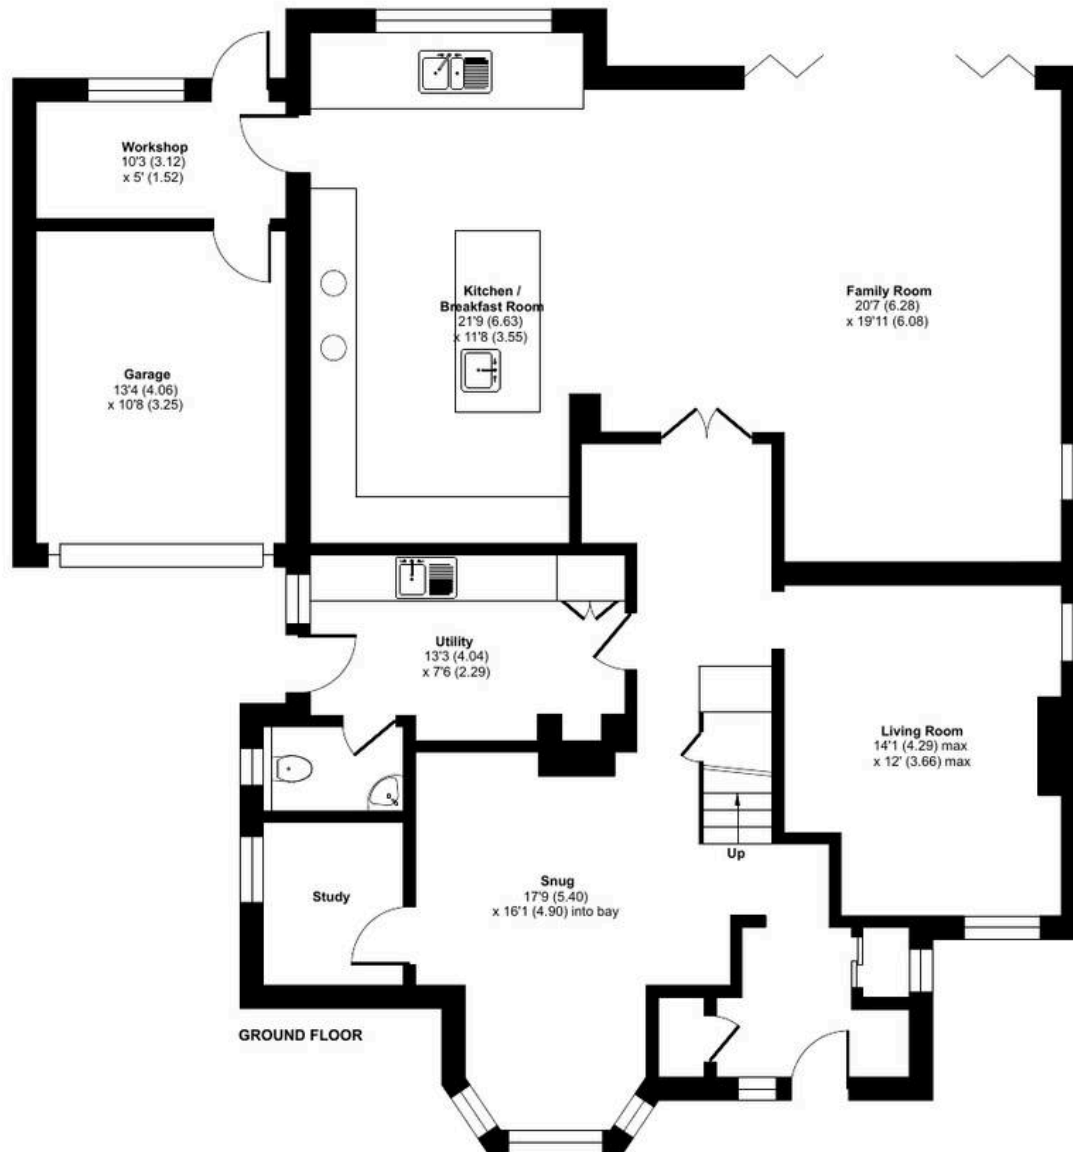 Workshop
10'3 (3.12)
x 5' (1.52)
Kitchen /
Breakfast Room
21'9 (6.63)
x 11'8 (3.55)
Family Room
20'7 (6.28)
x 19'11 (6.08)
Garage
13'4 (4.06)
x 10'8 (3.25)
Utility
13'3 (4.04)
x 7'6 (2.29)
Living Room
14'1 (4.29) max
x 12' (3.66) max
Up
Snug
17'9 (5.40)
x 16'1 (4.90) into bay
Study
GROUND FLOOR